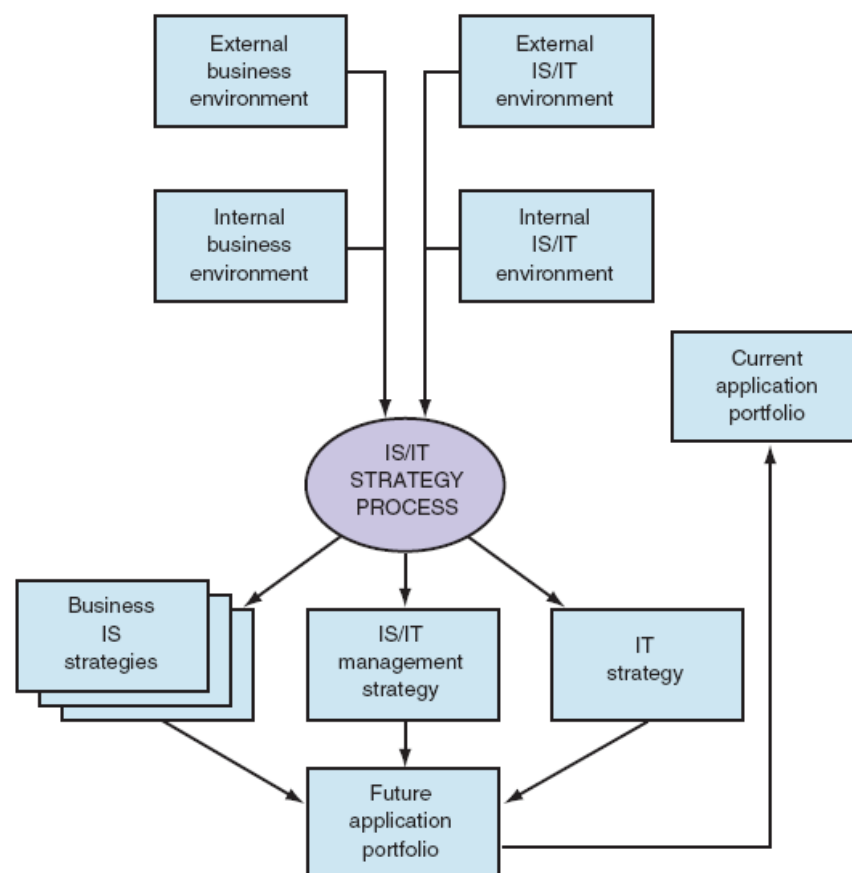 External
business
environment
External
IS/IT
environment
Internal
business
environment
Internal
IS/IT
environment
Current
application
portfolio
IS/IT
STRATEGY
PROCESS
Business
IS
strategies
IS/IT
management
strategy
IT
strategy
Future
application
portfolio